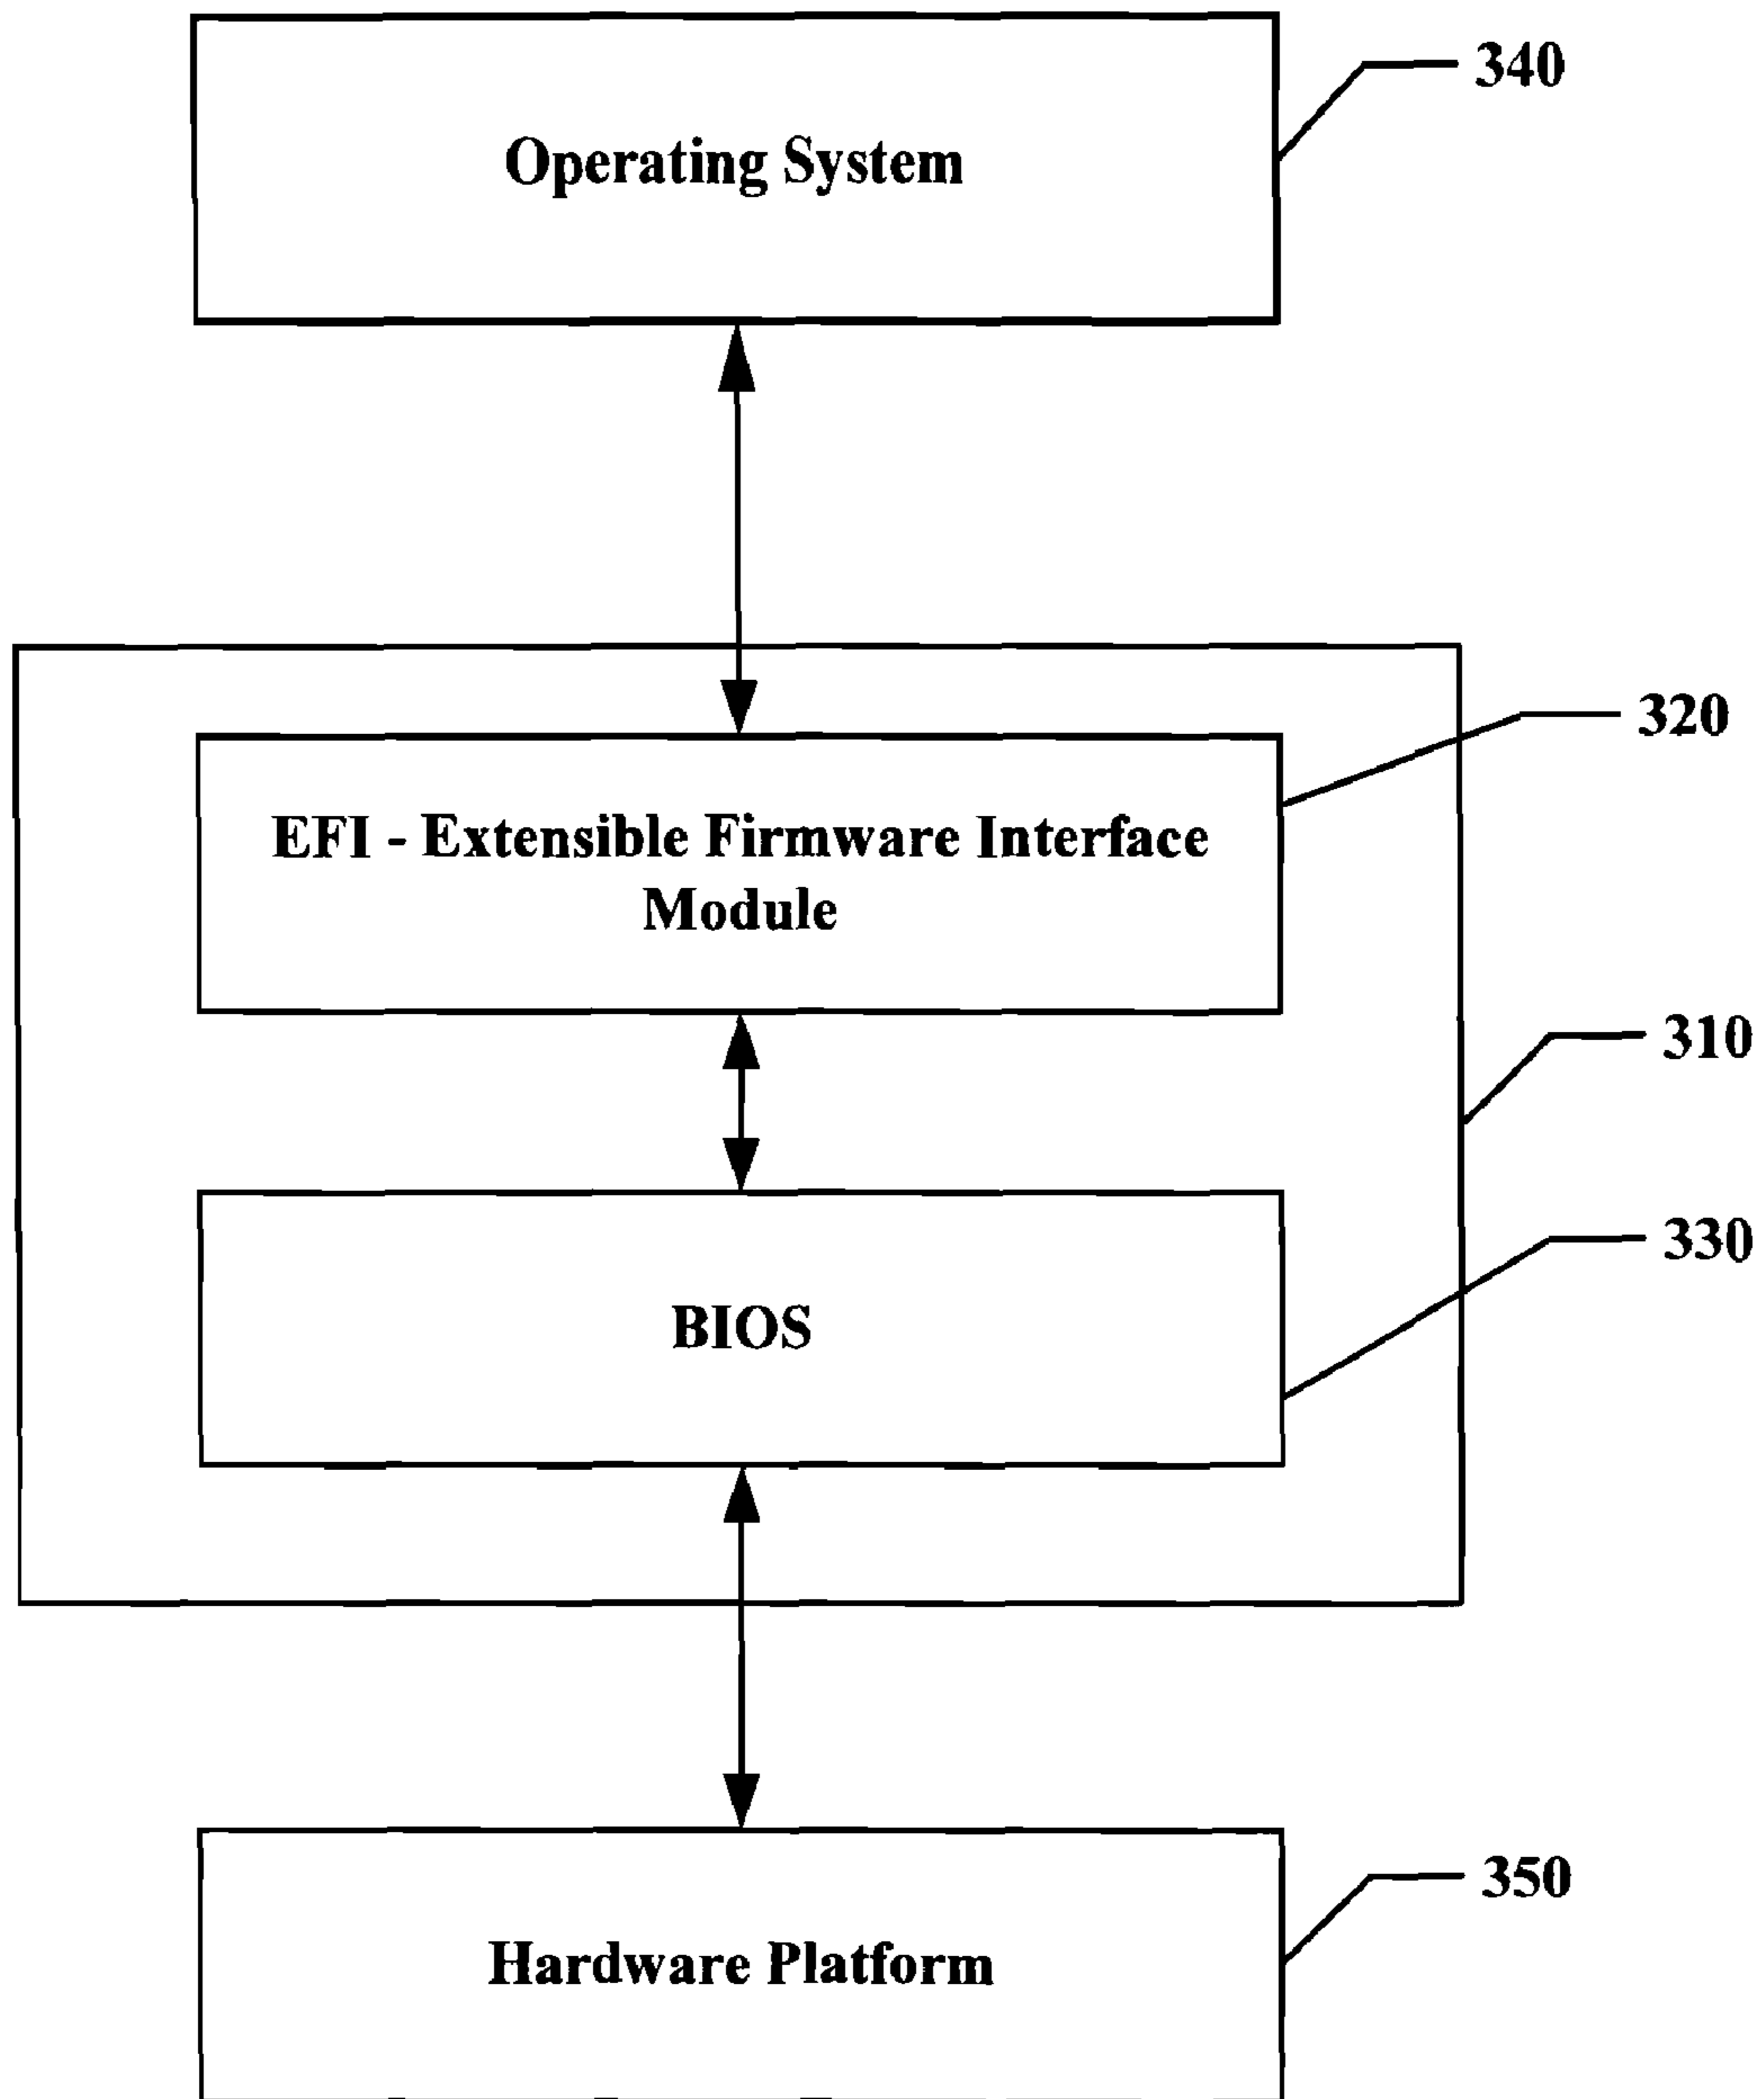 340
Operating System
320
EFI - Extensible Firmware Interface
Module
310
330
BIOS
350
Hardware Platform